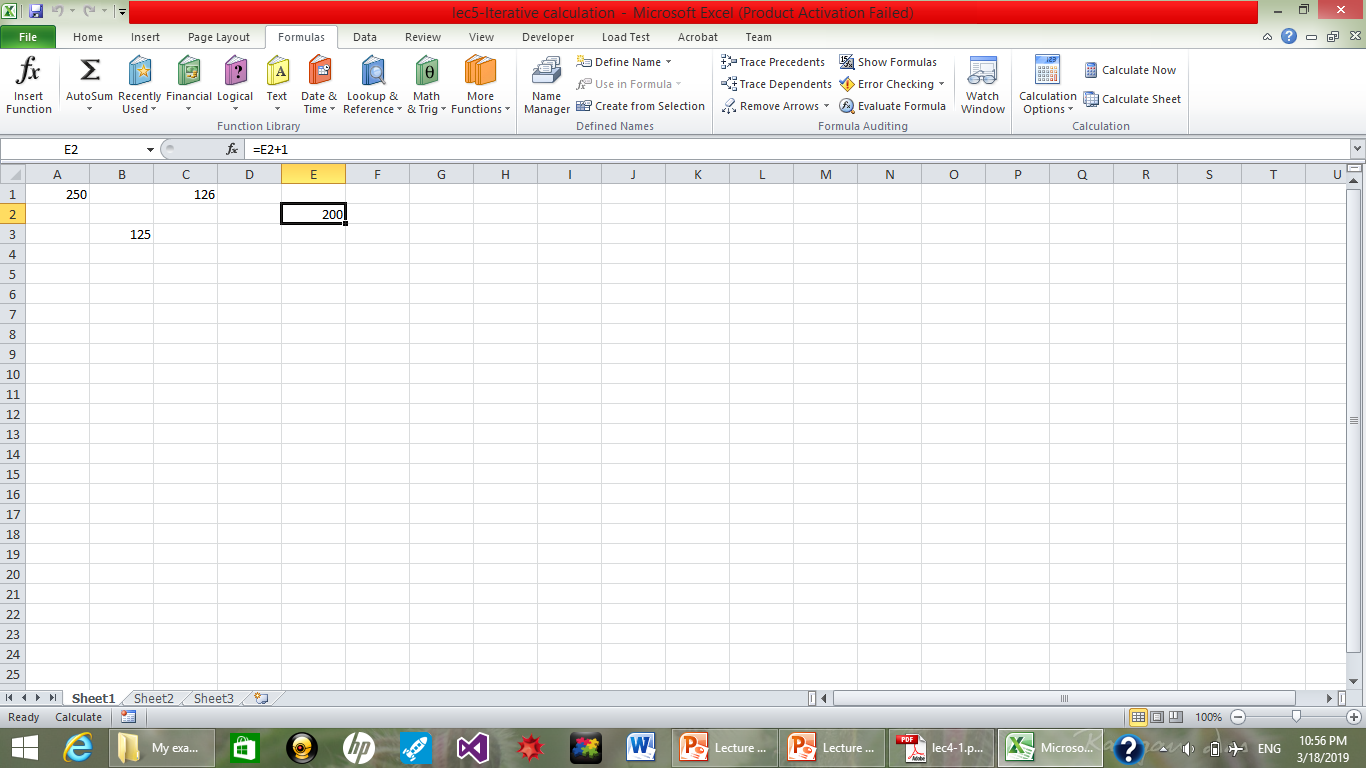 lec5-Iterative calculation - Microsoft Excel (Product Activation Failed)
File Home Insert Page Layout Formulas Data Review View Developer Load Test Acrobat Team
fx Insert Function
Σ AutoSum
Recently Used
Financial
Logical
Text
Date & Time
Lookup & Reference
Math & Trig
More Functions
Function Library
Name Manager
Define Name
Use in Formula
Create from Selection
Defined Names
Trace Precedents
Trace Dependents
Remove Arrows
Show Formulas
Error Checking
Evaluate Formula
Formula Auditing
Watch Window
Calculation Options
Calculate Now
Calculate Sheet
Calculation
E2 fx =E2+1
A B C D E F G H I J K L M N O P Q R S T U
1 250 126
2 200
3 125
4
5
6
7
8
9
10
11
12
13
14
15
16
17
18
19
20
21
22
23
24
25
Sheet1 Sheet2 Sheet3
Ready Calculate 100%
My exa... Lecture ... Lecture ... lec4-1.p... Microso... ENG 10:56 PM
3/18/2019